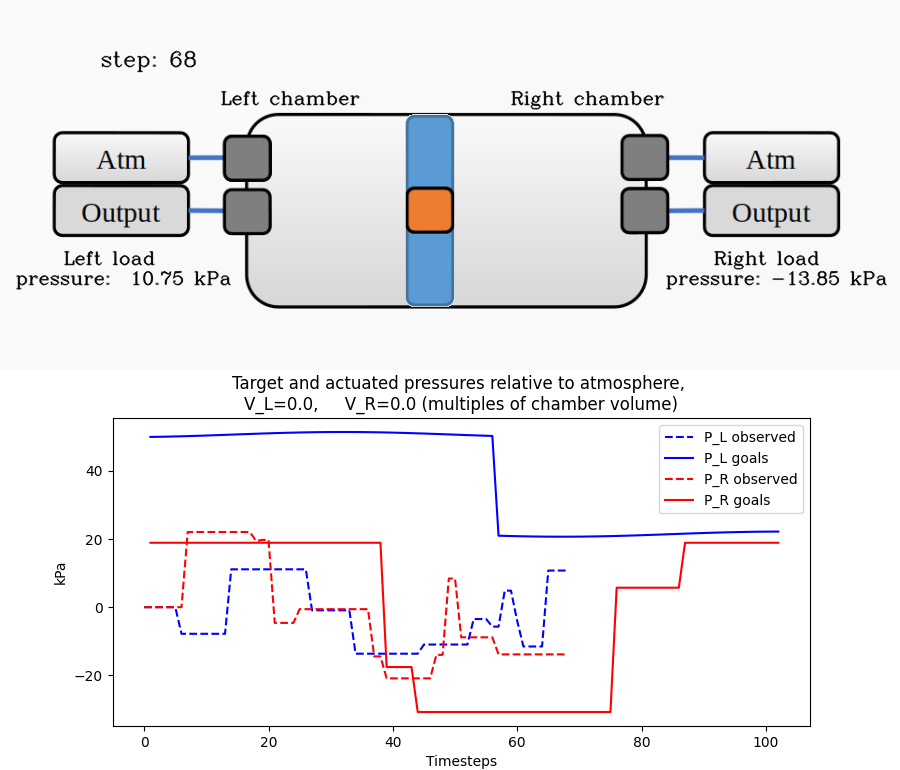 step: 68
Left chamber
Right chamber
Atm
Atm
Output
Output
Left load
pressure:  10.75 kPa
Right load
pressure: −13.85 kPa
Target and actuated pressures relative to atmosphere,
V_L=0.0,     V_R=0.0 (multiples of chamber volume)
P_L observed
P_L goals
P_R observed
P_R goals
kPa
40
20
0
−20
0
20
40
60
80
100
Timesteps